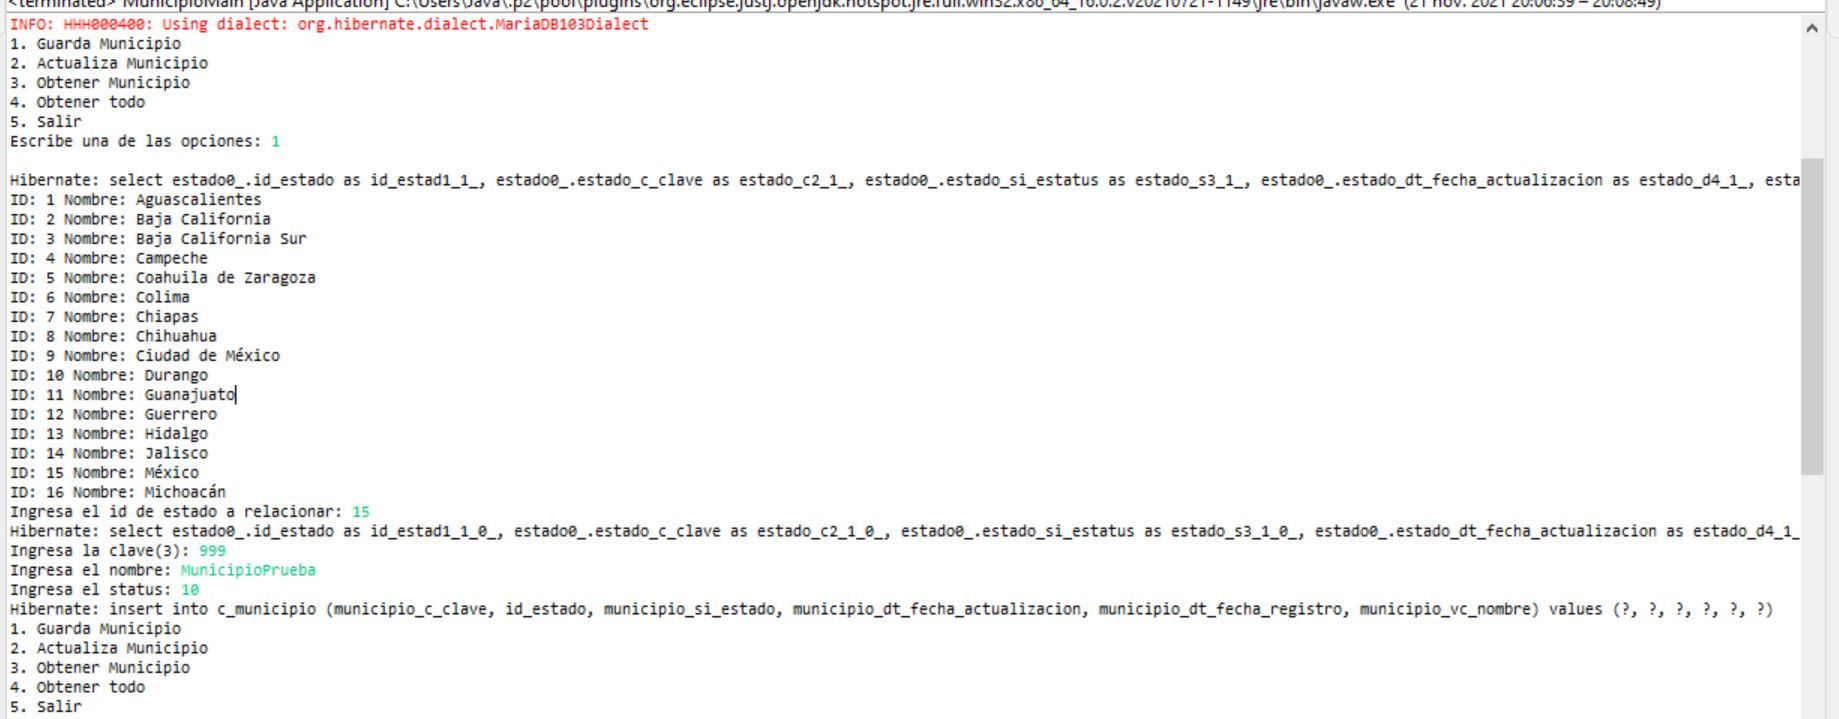 <terminated> MunicipioMain [Java Application] C:\Users\Java\.p2\pool\plugins\org.eclipse.justj.openjdk.hotspot.jre.full.win32.x86_64_16.0.2.v20210721-1149\jre\bin\javaw.exe (21 nov. 2021 20:06:39 – 20:08:49)
INFO: HHH000400: Using dialect: org.hibernate.dialect.MariaDB103Dialect
1. Guarda Municipio
2. Actualiza Municipio
3. Obtener Municipio
4. Obtener todo
5. Salir
Escribe una de las opciones: 1
Hibernate: select estado0_.id_estado as id_estad1_1_, estado0_.estado_c_clave as estado_c2_1_, estado0_.estado_si_estatus as estado_s3_1_, estado0_.estado_dt_fecha_actualizacion as estado_d4_1_, esta
ID: 1 Nombre: Aguascalientes
ID: 2 Nombre: Baja California
ID: 3 Nombre: Baja California Sur
ID: 4 Nombre: Campeche
ID: 5 Nombre: Coahuila de Zaragoza
ID: 6 Nombre: Colima
ID: 7 Nombre: Chiapas
ID: 8 Nombre: Chihuahua
ID: 9 Nombre: Ciudad de México
ID: 10 Nombre: Durango
ID: 11 Nombre: Guanajuato
ID: 12 Nombre: Guerrero
ID: 13 Nombre: Hidalgo
ID: 14 Nombre: Jalisco
ID: 15 Nombre: México
ID: 16 Nombre: Michoacán
Ingresa el id de estado a relacionar: 15
Hibernate: select estado0_.id_estado as id_estad1_1_0_, estado0_.estado_c_clave as estado_c2_1_0_, estado0_.estado_si_estatus as estado_s3_1_0_, estado0_.estado_dt_fecha_actualizacion as estado_d4_1_
Ingresa la clave(3): 999
Ingresa el nombre: MunicipioPrueba
Ingresa el status: 10
Hibernate: insert into c_municipio (municipio_c_clave, id_estado, municipio_si_estado, municipio_dt_fecha_actualizacion, municipio_dt_fecha_registro, municipio_vc_nombre) values (?, ?, ?, ?, ?, ?)
1. Guarda Municipio
2. Actualiza Municipio
3. Obtener Municipio
4. Obtener todo
5. Salir